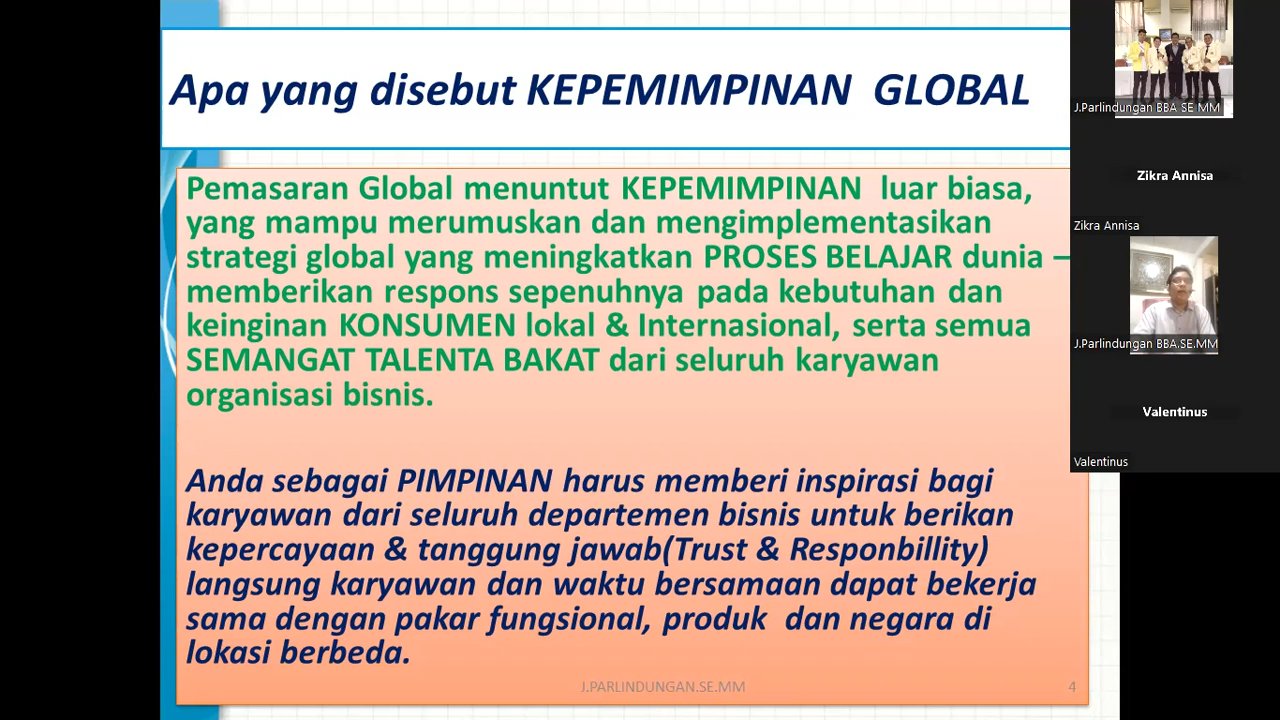 Apa yang disebut KEPEMIMPINAN GLOBAL
Pemasaran Global menuntut KEPEMIMPINAN luar biasa,
yang mampu merumuskan dan mengimplementasikan
strategi global yang meningkatkan PROSES BELAJAR dunia –
memberikan respons sepenuhnya pada kebutuhan dan
keinginan KONSUMEN lokal & Internasional, serta semua
SEMANGAT TALENTA BAKAT dari seluruh karyawan
organisasi bisnis.
Anda sebagai PIMPINAN harus memberi inspirasi bagi
karyawan dari seluruh departemen bisnis untuk berikan
kepercayaan & tanggung jawab(Trust & Responbillity)
langsung karyawan dan waktu bersamaan dapat bekerja
sama dengan pakar fungsional, produk dan negara di
lokasi berbeda.
J.PARLINDUNGAN.SE.MM
4
J.Parlindungan BBA SE MM
Zikra Annisa
Zikra Annisa
J.Parlindungan BBA.SE.MM
Valentinus
Valentinus